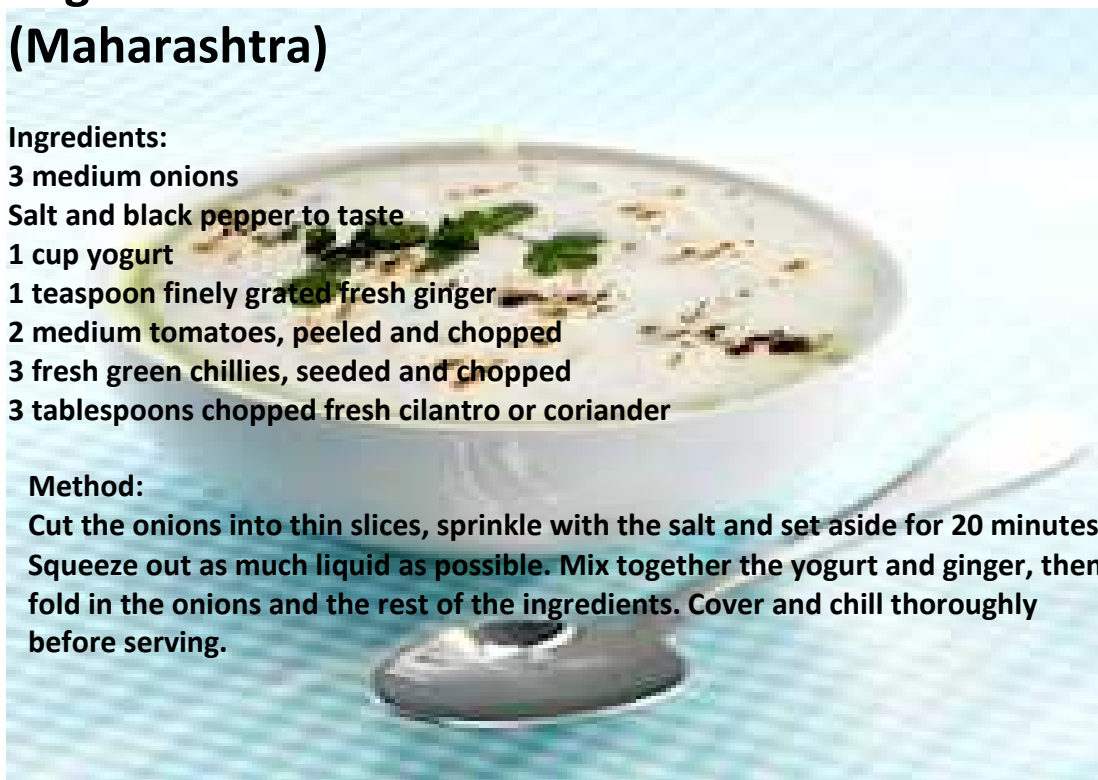 (Maharashtra)
Ingredients:
3 medium onions
Salt and black pepper to taste
1 cup yogurt
1 teaspoon finely grated fresh ginger
2 medium tomatoes, peeled and chopped
3 fresh green chillies, seeded and chopped
3 tablespoons chopped fresh cilantro or coriander
Method:
Cut the onions into thin slices, sprinkle with the salt and set aside for 20 minutes
Squeeze out as much liquid as possible. Mix together the yogurt and ginger, then
fold in the onions and the rest of the ingredients. Cover and chill thoroughly
before serving.